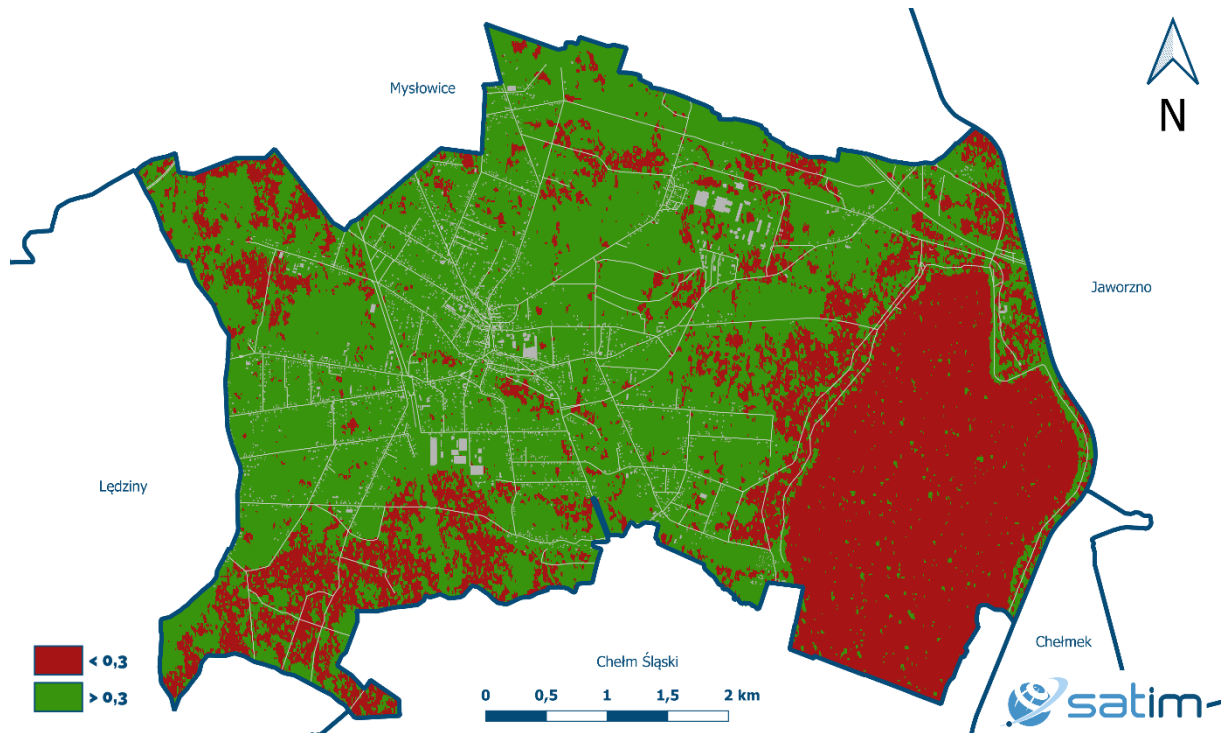 Mysłowice
N
Jaworzno
Lędziny
< 0,3
> 0,3
Chełm Śląski
Chełmek
0 0,5 1 1,5 2 km
satim